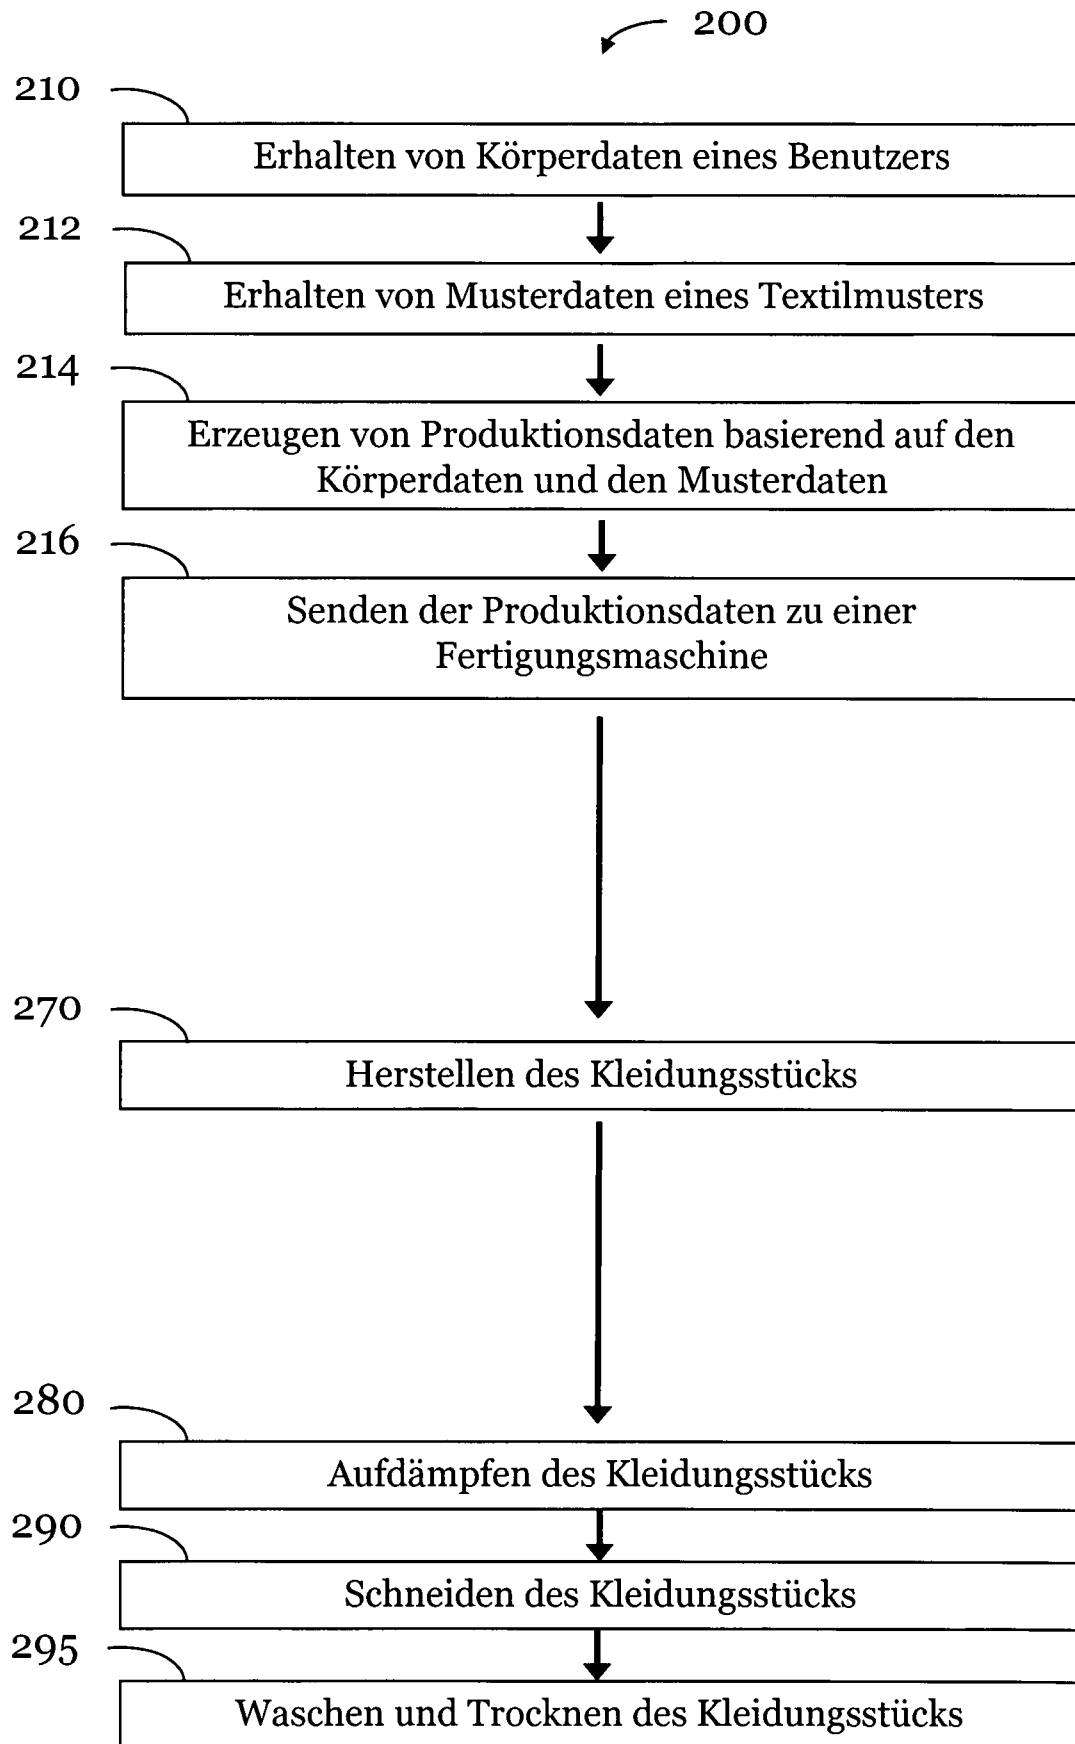 200
210
Erhalten von Körperdaten eines Benutzers
212
Erhalten von Musterdaten eines Textilmusters
214
Erzeugen von Produktionsdaten basierend auf den
Körperdaten und den Musterdaten
216
Senden der Produktionsdaten zu einer
Fertigungsmaschine
270
Herstellen des Kleidungsstücks
280
Aufdämpfen des Kleidungsstücks
290
Schneiden des Kleidungsstücks
295
Waschen und Trocknen des Kleidungsstücks